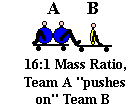 A B
16:1 Mass Ratio,
Team A "pushes
on" Team B